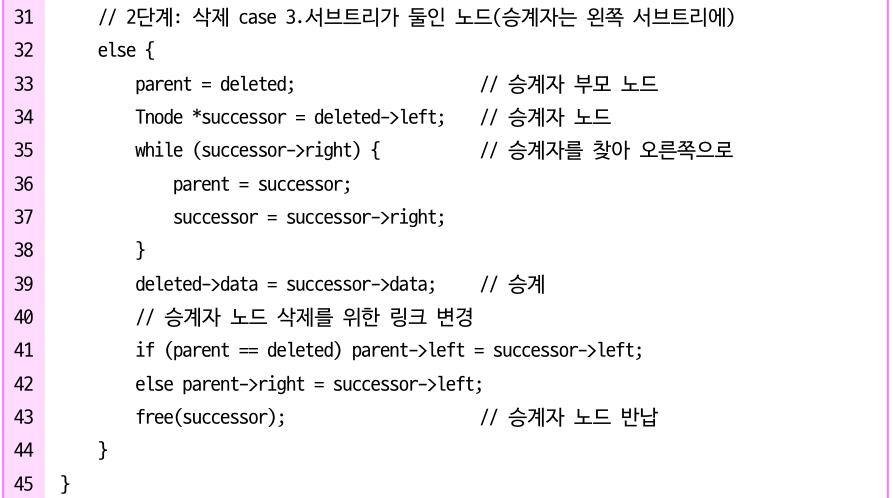 31 // 2단계: 삭제 case 3.서브트리가 둘인 노드(승계자는 왼쪽 서브트리에)
32 else {
33 parent = deleted; // 승계자 부모 노드
34 Tnode *successor = deleted->left; // 승계자 노드
35 while (successor->right) { // 승계자를 찾아 오른쪽으로
36 parent = successor;
37 successor = successor->right;
38 }
39 deleted->data = successor->data; // 승계
40 // 승계자 노드 삭제를 위한 링크 변경
41 if (parent == deleted) parent->left = successor->left;
42 else parent->right = successor->left;
43 free(successor); // 승계자 노드 반납
44 }
45 }